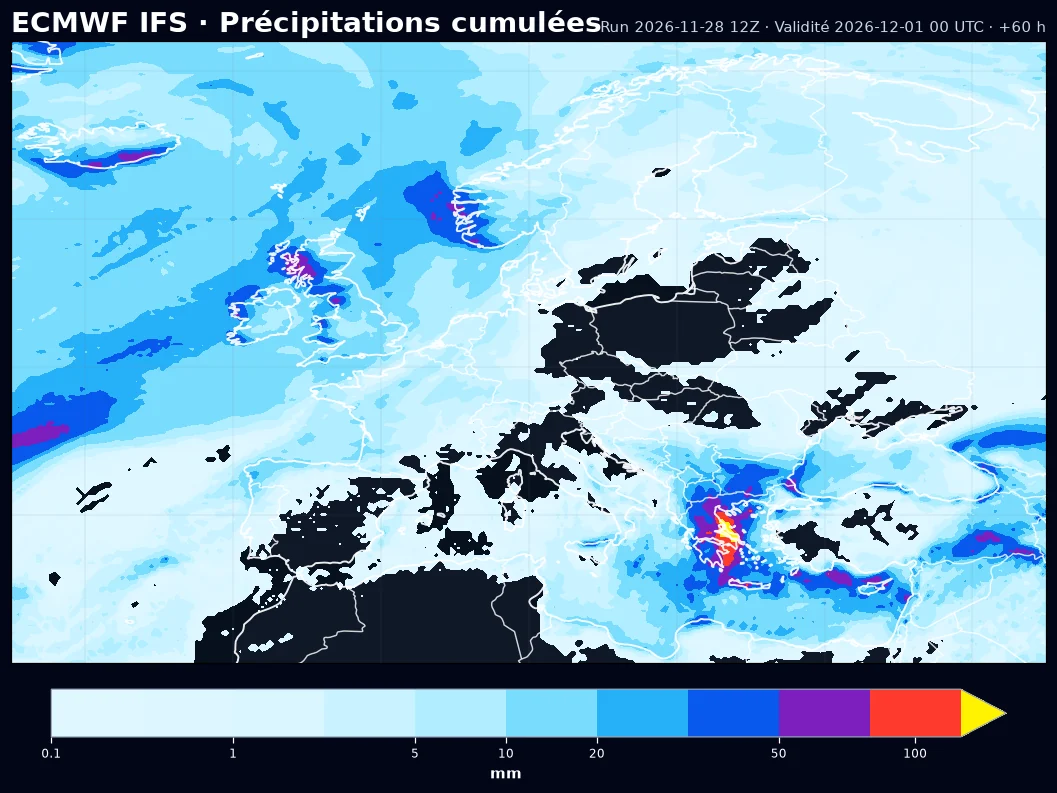 ECMWF IFS · Précipitations cumulées
Run 2026-11-28 12Z · Validité 2026-12-01 00 UTC · +60 h
0.1 1 5 10 20 50 100
mm